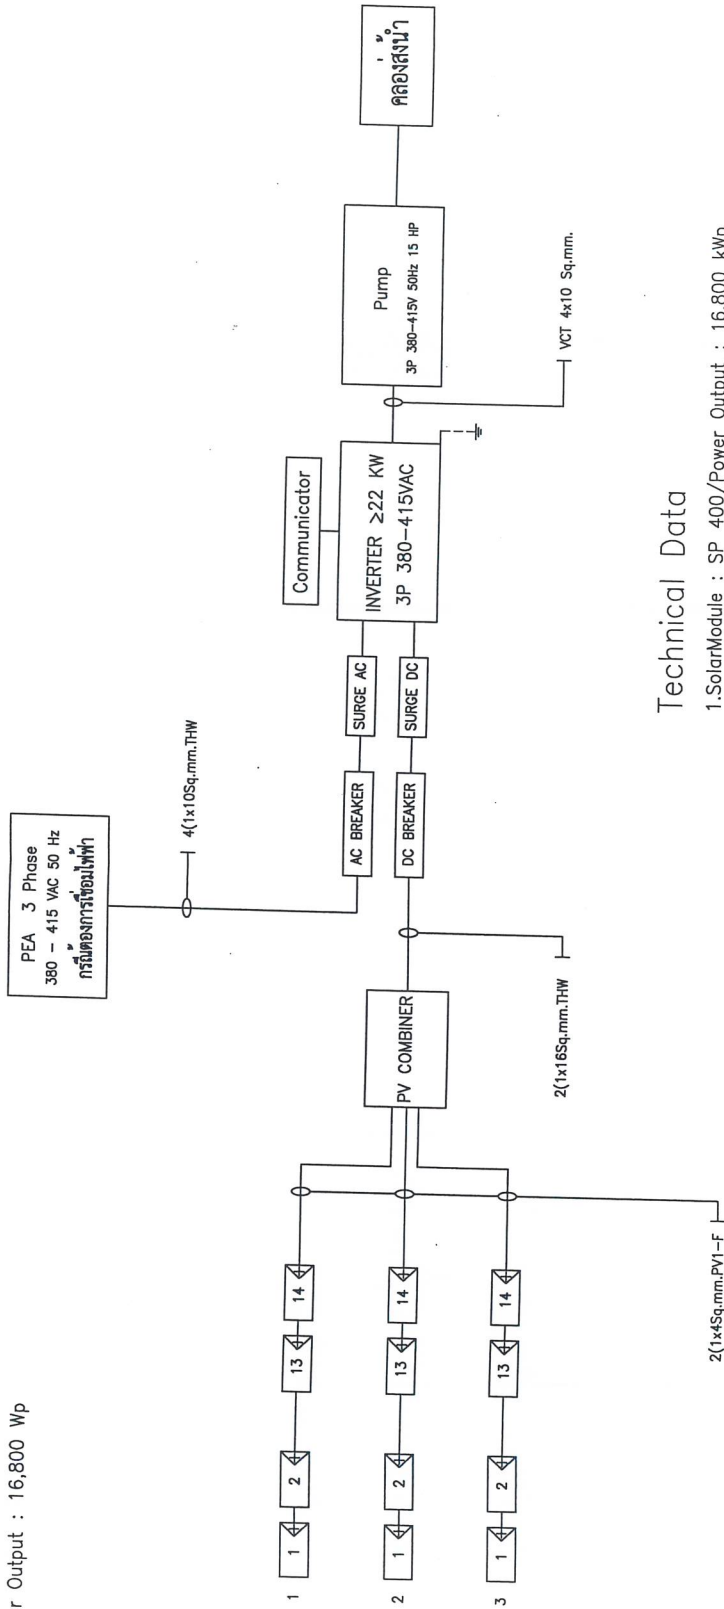 r Output : 16,800 Wp
PEA 3 Phase
380 - 415 VAC 50 Hz
กรณีต้องการเชื่อมไฟฟ้า
4(1x10Sq.mm.THW
Communicator
AC BREAKER
SURGE AC
INVERTER ≥22 KW
3P 380-415VAC
Pump
3P 380-415V 50Hz 15 HP
คลองส่งน้ำ
DC BREAKER
SURGE DC
PV COMBINER
VCT 4x10 Sq.mm.
2(1x16Sq.mm.THW
1
1
2
13
14
2
1
2
13
14
3
1
2
13
14
2(1x4Sq.mm.PV1-F
Technical Data
1.SolarModule : SP 400/Power Output : 16.800 kWp